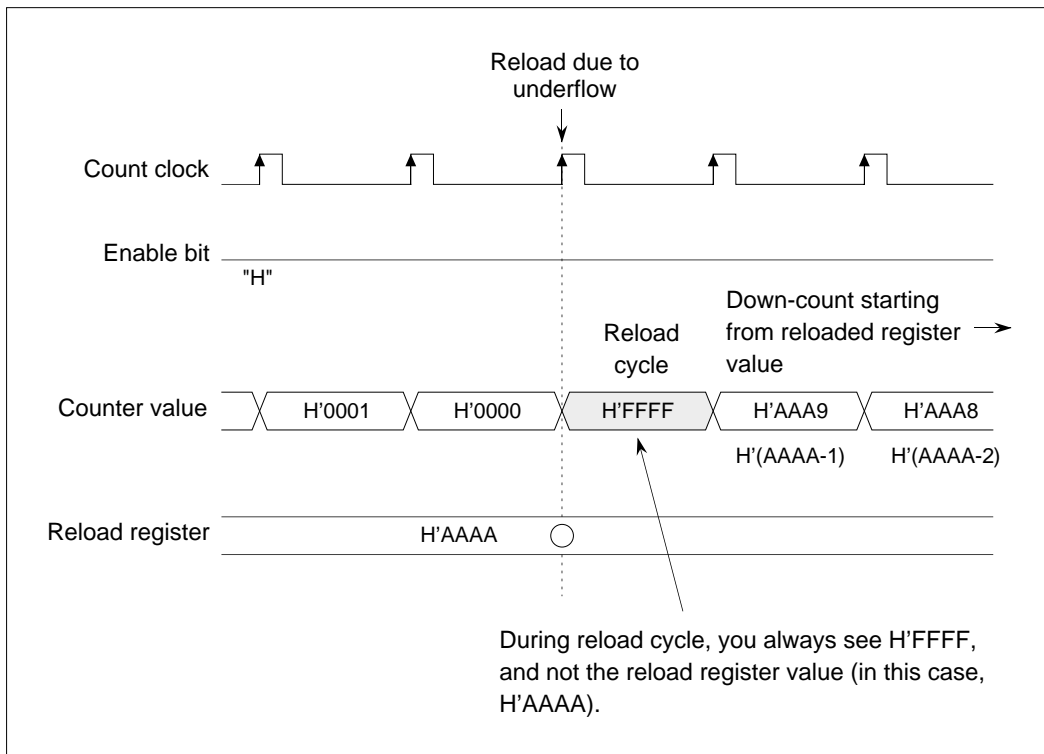 Reload due to
underflow
Count clock
Enable bit
"H"
Down-count starting
from reloaded register
value
Reload
cycle
Counter value
H’0001
H’0000
H’FFFF
H’AAA9
H’AAA8
H’(AAAA-1)
H’(AAAA-2)
Reload register
H’AAAA
During reload cycle, you always see H’FFFF,
and not the reload register value (in this case,
H’AAAA).